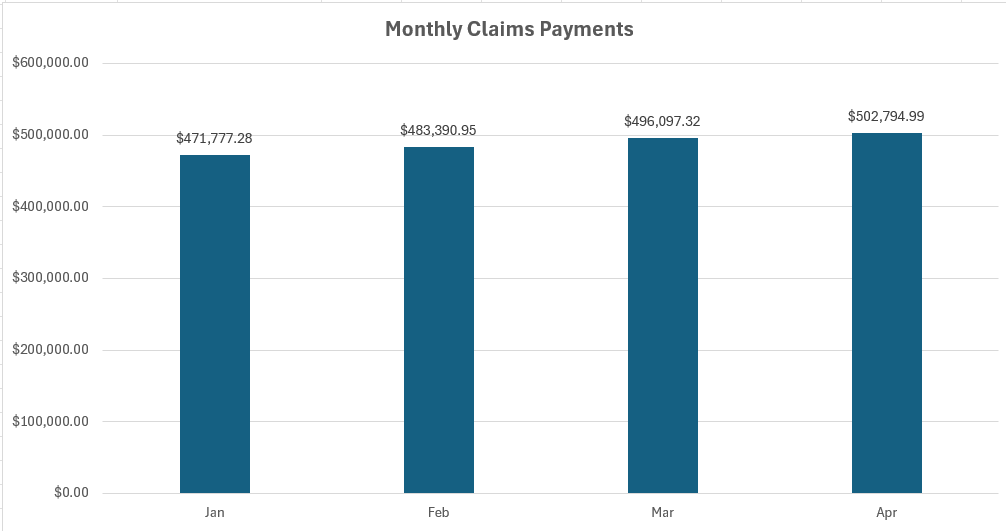 Monthly Claims Payments
$600,000.00
$500,000.00
$400,000.00
$300,000.00
$200,000.00
$100,000.00
$0.00
$471,777.28
$483,390.95
$496,097.32
$502,794.99
Jan
Feb
Mar
Apr